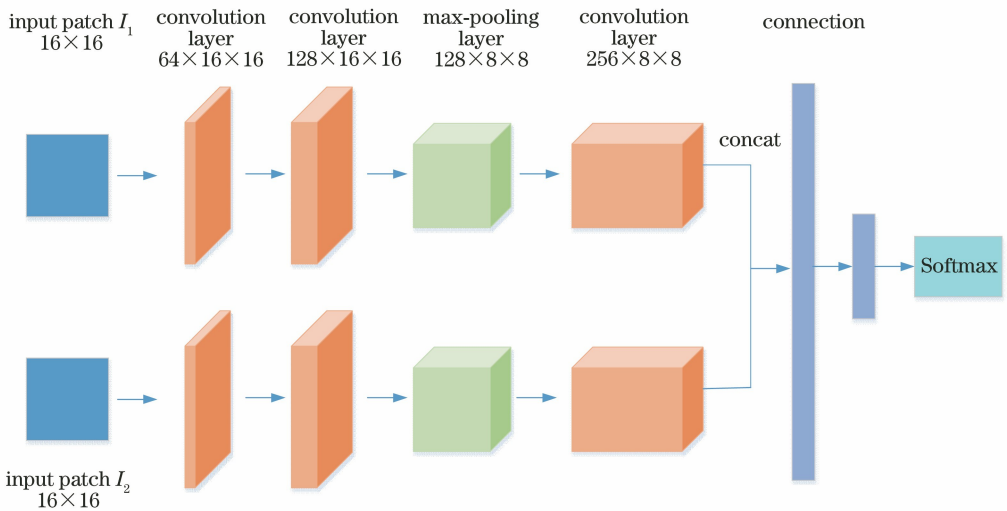 input patch I₁
16×16
convolution
layer
64×16×16
convolution
layer
128×16×16
max-pooling
layer
128×8×8
convolution
layer
256×8×8
connection
concat
Softmax
input patch I₂
16×16